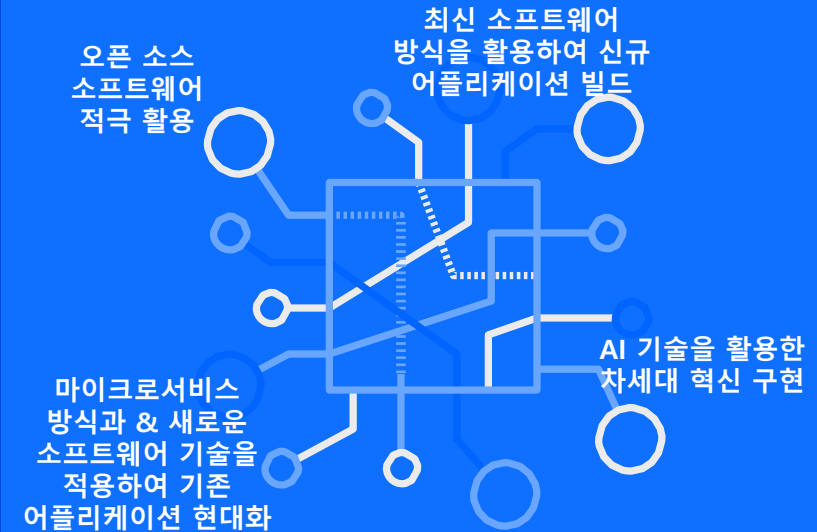 오픈 소스
소프트웨어
적극 활용
최신 소프트웨어
방식을 활용하여 신규
어플리케이션 빌드
AI 기술을 활용한
차세대 혁신 구현
마이크로서비스
방식과 & 새로운
소프트웨어 기술을
적용하여 기존
어플리케이션 현대화